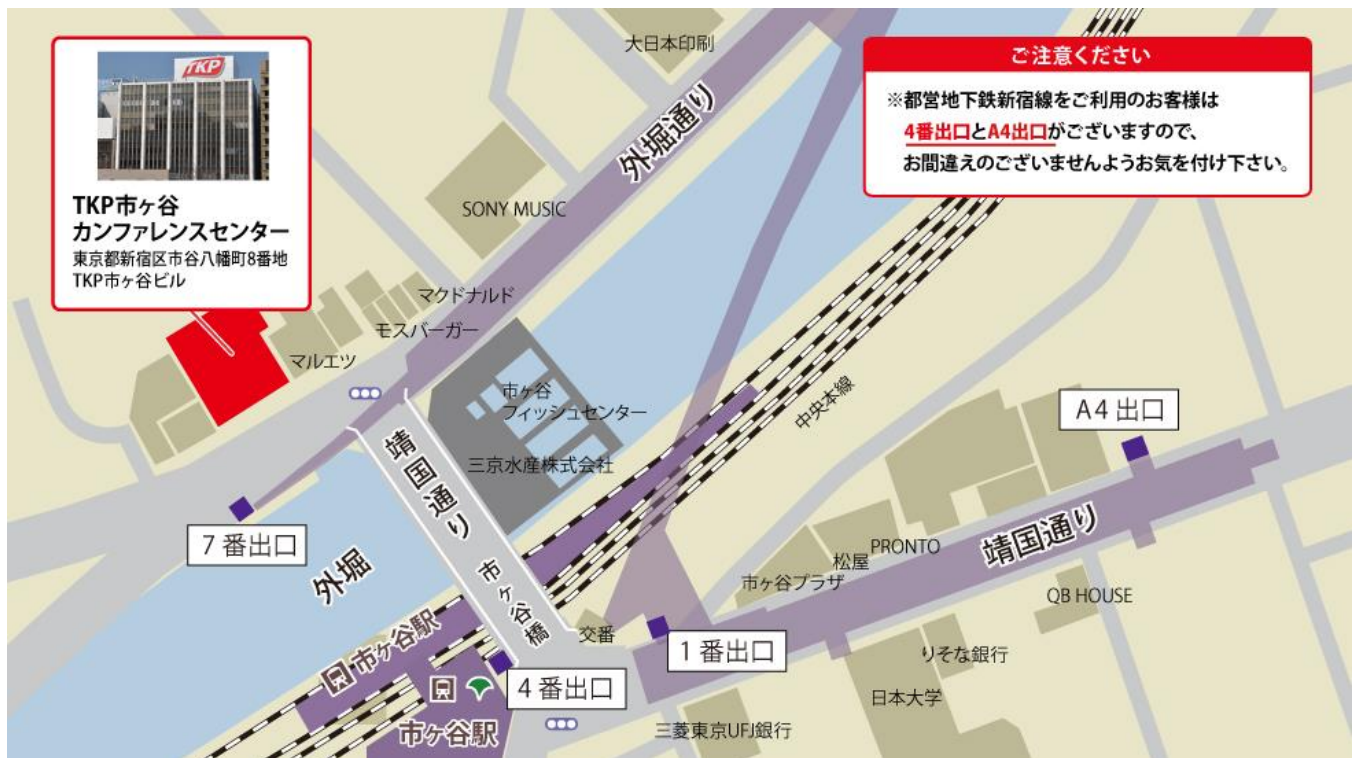 TKP
TKP市ヶ谷
カンファレンスセンター
東京都新宿区市谷八幡町8番地
TKP市ヶ谷ビル
大日本印刷
外堀通り
SONY MUSIC
ご注意ください
※都営地下鉄新宿線をご利用のお客様は
4番出口とA4出口がございますので、
お間違えのございませんようお気を付け下さい。
マクドナルド
モスバーガー
マルエツ
市ヶ谷
フィッシュセンター
三京水産株式会社
中央本線
A4出口
靖国通り
市ヶ谷橋
7番出口
外堀
靖国通り
PRONTO
松屋
市ヶ谷プラザ
QB HOUSE
交番
1番出口
りそな銀行
日本大学
市ヶ谷駅
4番出口
市ヶ谷駅
三菱東京UFJ銀行